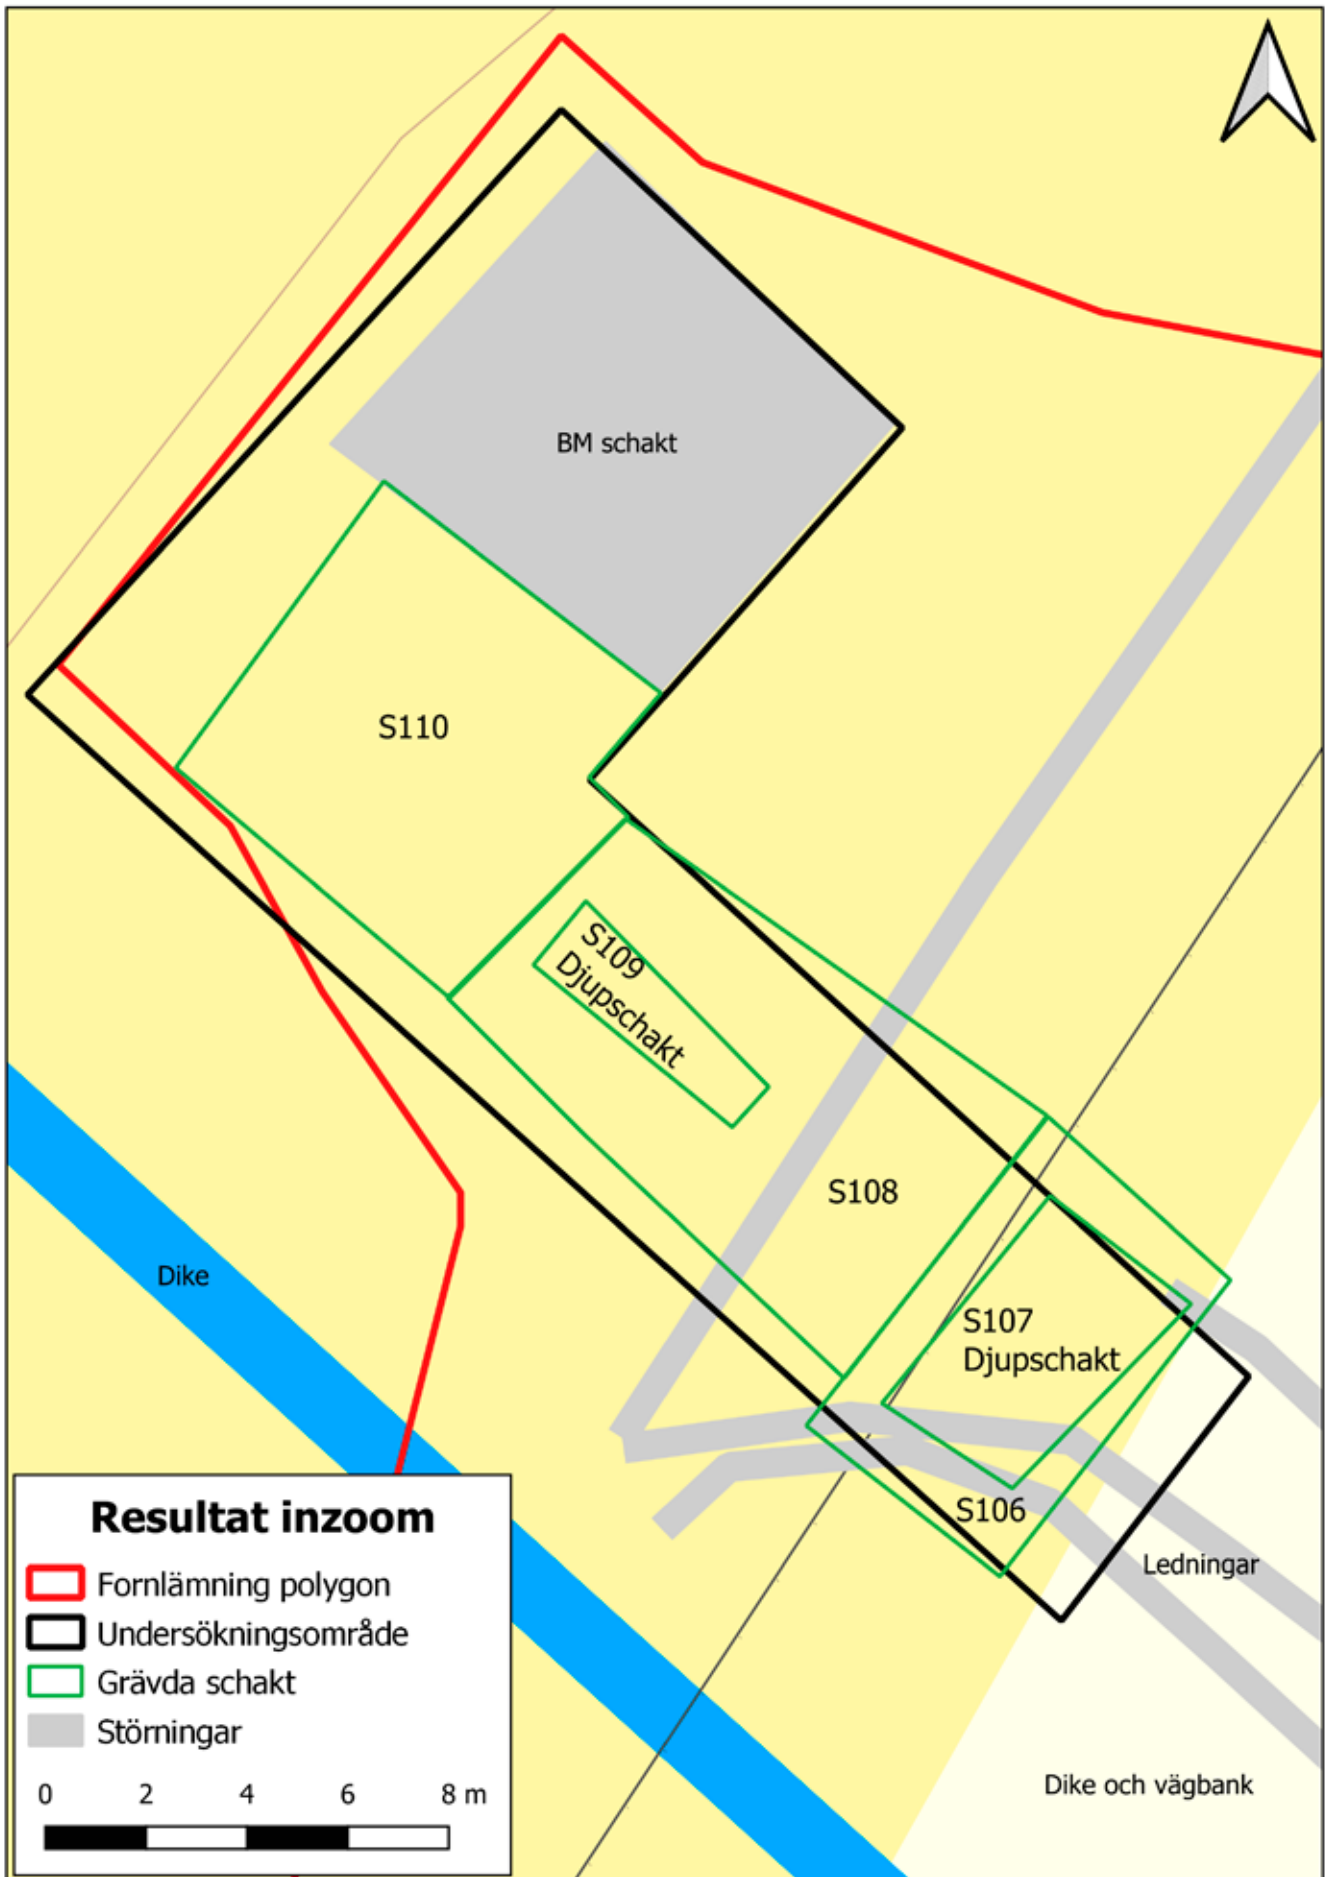 BM schakt
S110
S109
Djupschakt
S108
Dike
S107
Djupschakt
S106
Ledningar
Dike och vägbank
Resultat inzoom
Fornlämning polygon
Undersökningsområde
Grävda schakt
Störningar
0 2 4 6 8 m